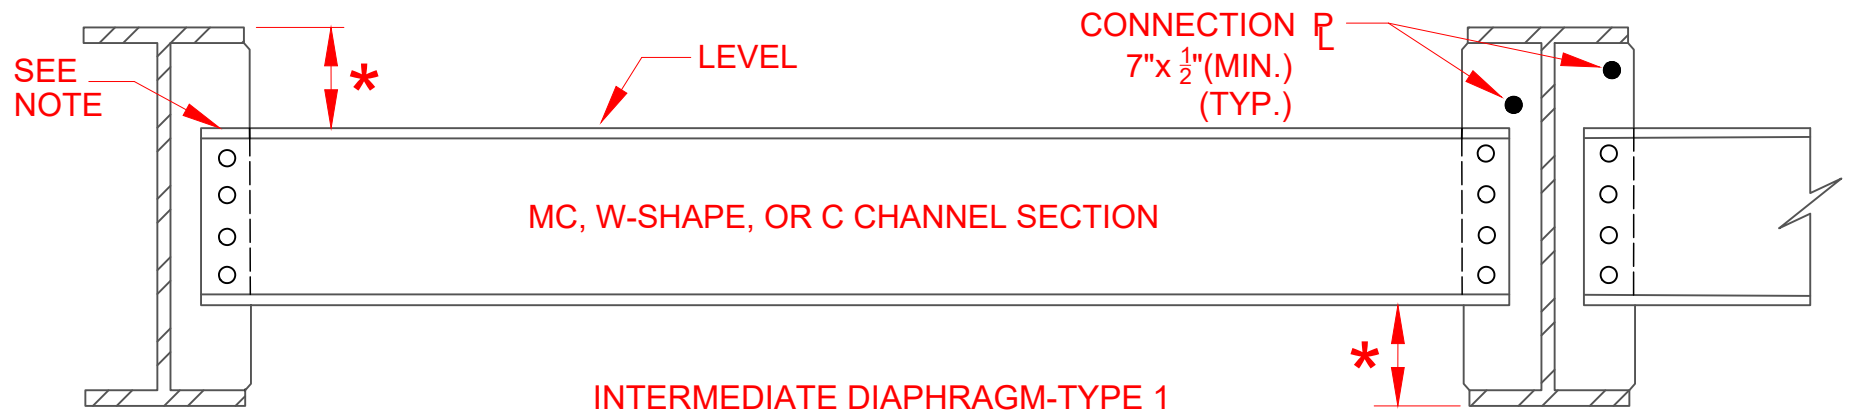 CONNECTION PL
7"x 1/2"(MIN.)
(TYP.)
LEVEL
SEE
NOTE
*
MC, W-SHAPE, OR C CHANNEL SECTION
*
INTERMEDIATE DIAPHRAGM-TYPE 1